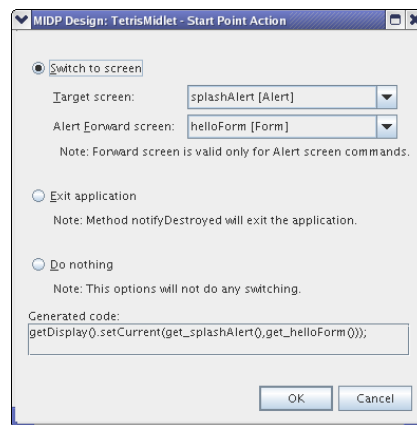 MIDP Design: TetrisMidlet - Start Point Action
Switch to screen
Target screen: splashAlert [Alert]
Alert Forward screen: helloForm [Form]
Note: Forward screen is valid only for Alert screen commands.
Exit application
Note: Method notifyDestroyed will exit the application.
Do nothing
Note: This options will not do any switching.
Generated code:
getDisplay().setCurrent(get_splashAlert(),get_helloForm());
OK Cancel